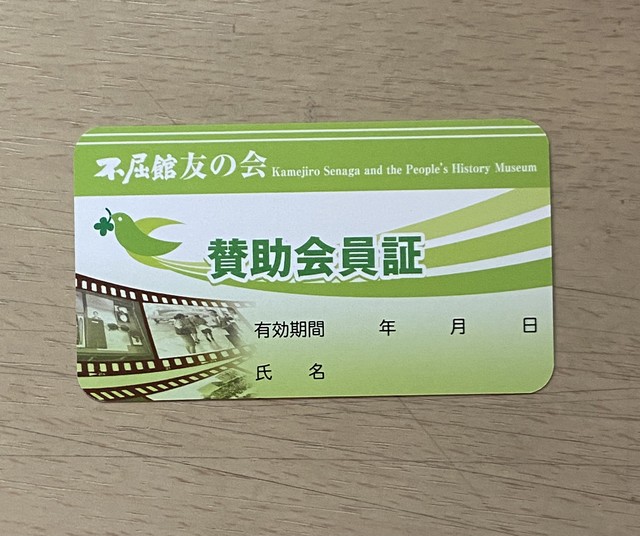 不屈館友の会 Kamejiro Senaga and the People's History Museum
賛助会員証
有効期間 年 月 日
氏 名